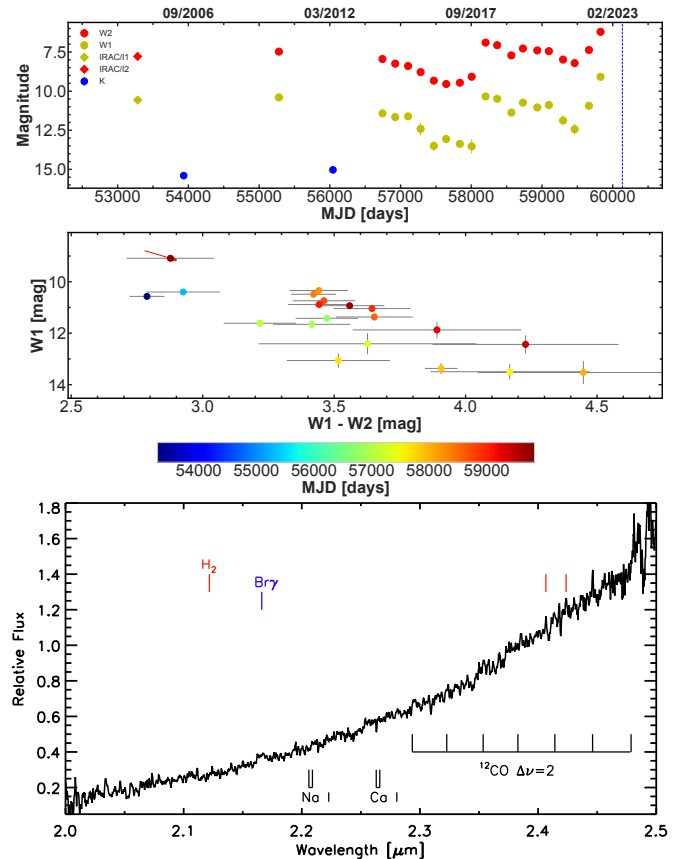 09/2006 03/2012 09/2017 02/2023
W2
W1
IRAC/I1
IRAC/I2
K
Magnitude
7.5
10.0
12.5
15.0
53000 54000 55000 56000 57000 58000 59000 60000
MJD [days]
W1 [mag]
10
12
14
2.5 3.0 3.5 4.0 4.5
W1 - W2 [mag]
54000 55000 56000 57000 58000 59000
MJD [days]
Relative Flux
1.8
1.6
1.4
1.2
1.0
0.8
0.6
0.4
0.2
H₂
Brγ
¹²CO Δν=2
Na I
Ca I
2.0 2.1 2.2 2.3 2.4 2.5
Wavelength [μm]